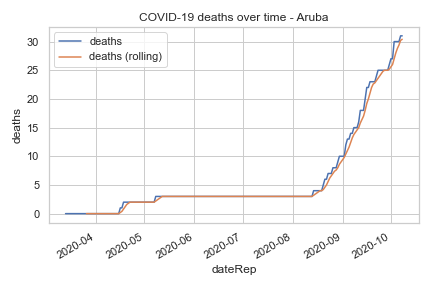 COVID-19 deaths over time - Aruba
deaths
deaths (rolling)
30
25
20
15
10
5
0
deaths
2020-04
2020-05
2020-06
2020-07
2020-08
2020-09
2020-10
dateRep